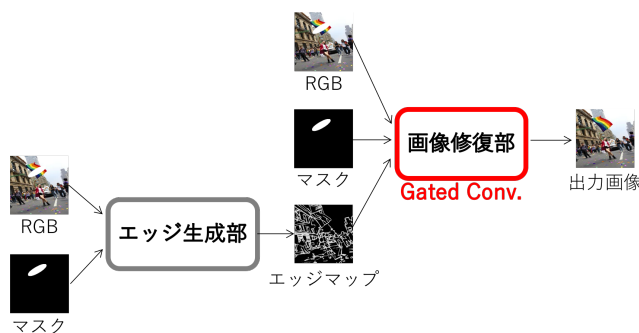 RGB
マスク
エッジ生成部
エッジマップ
RGB
マスク
画像修復部
Gated Conv.
出力画像